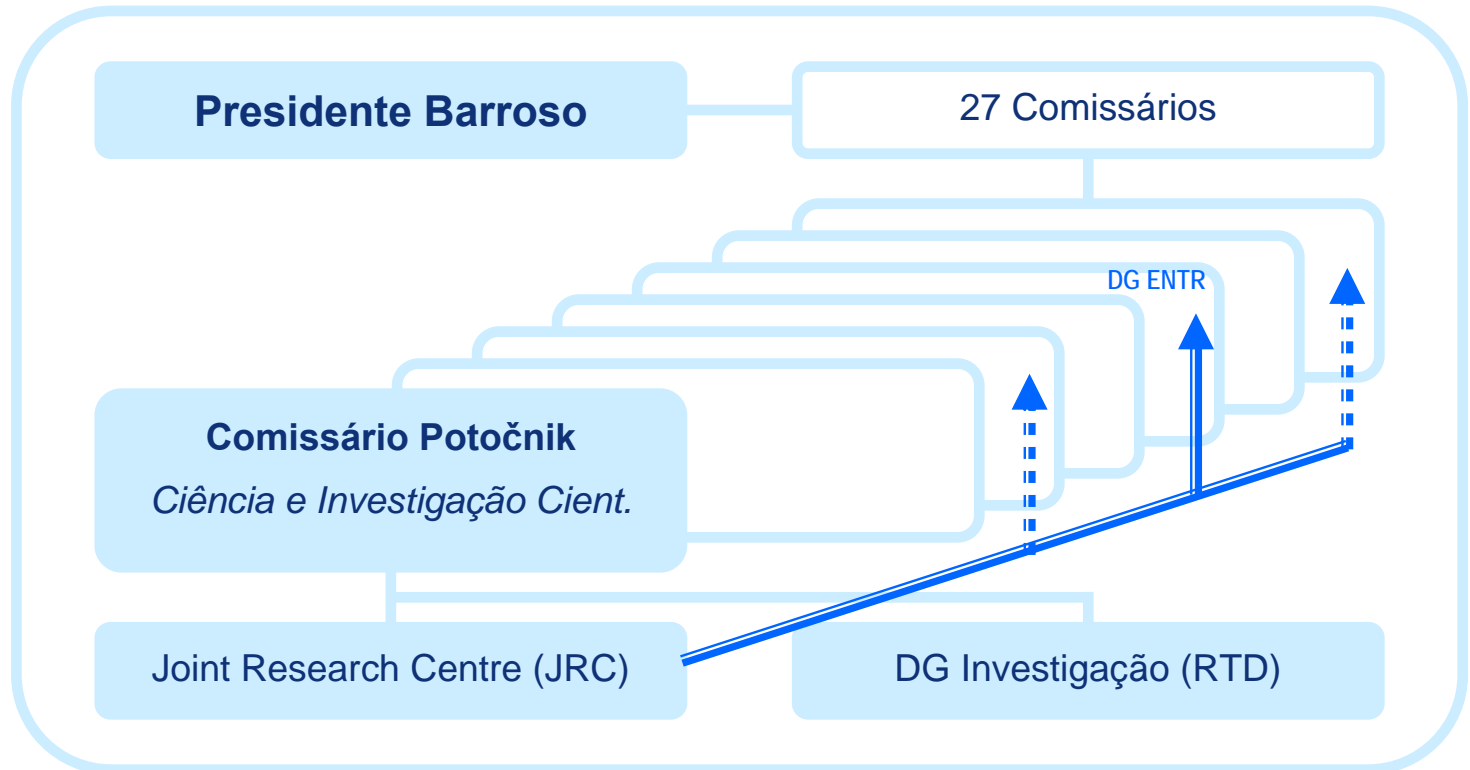 Presidente Barroso
27 Comissários
DG ENTR
Comissário Potočnik
Ciência e Investigação Cient.
Joint Research Centre (JRC)
DG Investigação (RTD)